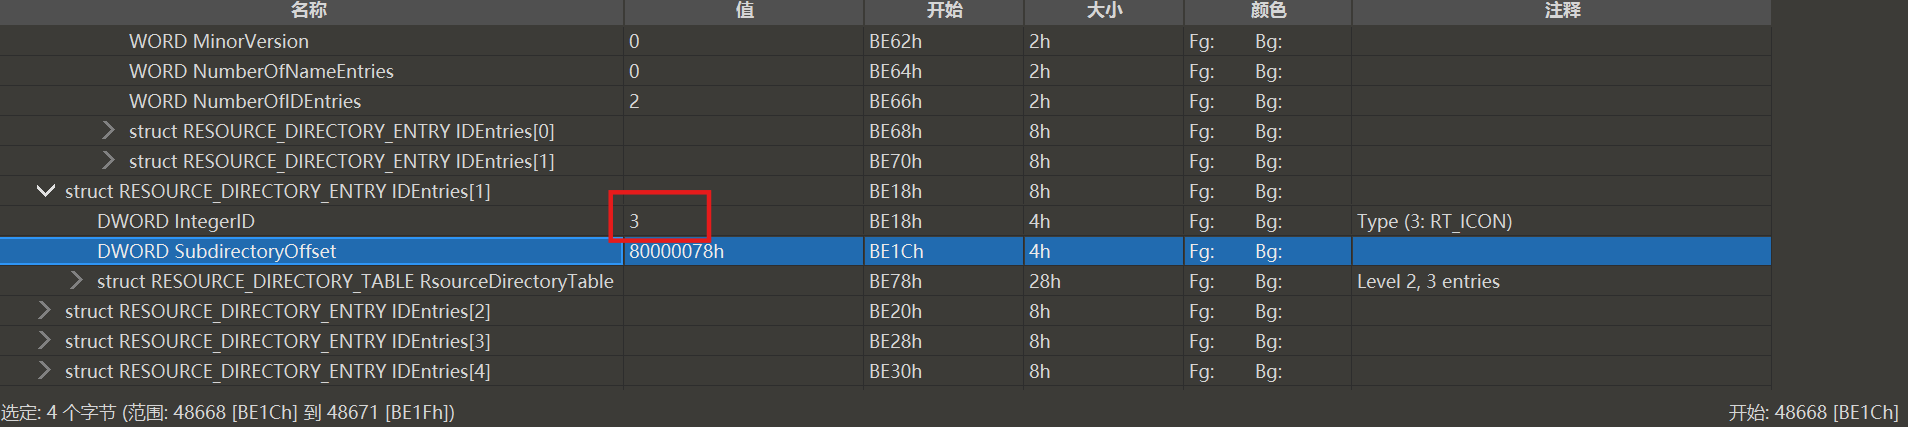 名称 值 开始 大小 颜色 注释
WORD MinorVersion 0 BE62h 2h Fg: Bg:
WORD NumberOfNameEntries 0 BE64h 2h Fg: Bg:
WORD NumberOfIDEntries 2 BE66h 2h Fg: Bg:
struct RESOURCE_DIRECTORY_ENTRY IDEntries[0] BE68h 8h Fg: Bg:
struct RESOURCE_DIRECTORY_ENTRY IDEntries[1] BE70h 8h Fg: Bg:
struct RESOURCE_DIRECTORY_ENTRY IDEntries[1] BE18h 8h Fg: Bg:
DWORD IntegerID 3 BE18h 4h Fg: Bg: Type (3: RT_ICON)
DWORD SubdirectoryOffset 80000078h BE1Ch 4h Fg: Bg:
struct RESOURCE_DIRECTORY_TABLE RsourceDirectoryTable BE78h 28h Fg: Bg: Level 2, 3 entries
struct RESOURCE_DIRECTORY_ENTRY IDEntries[2] BE20h 8h Fg: Bg:
struct RESOURCE_DIRECTORY_ENTRY IDEntries[3] BE28h 8h Fg: Bg:
struct RESOURCE_DIRECTORY_ENTRY IDEntries[4] BE30h 8h Fg: Bg:
选定: 4 个字节 (范围: 48668 [BE1Ch] 到 48671 [BE1Fh]) 开始: 48668 [BE1Ch]